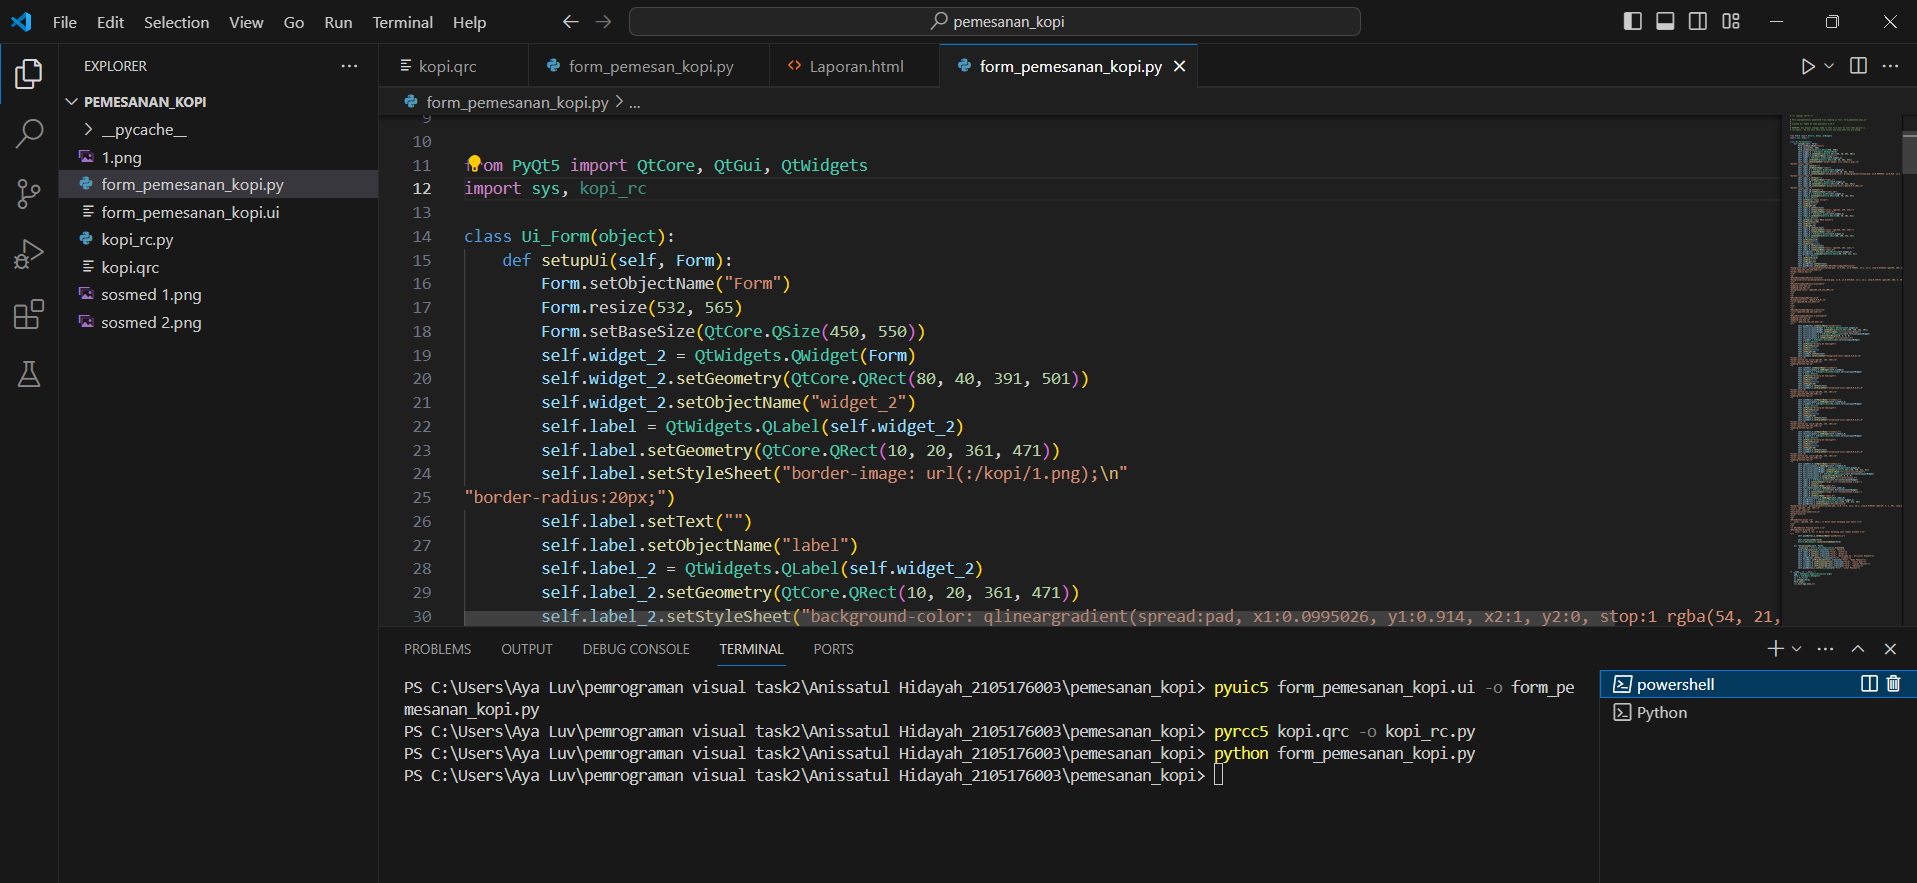 File Edit Selection View Go Run Terminal Help
pemesanan_kopi
EXPLORER
PEMESANAN_KOPI
__pycache__
1.png
form_pemesanan_kopi.py
form_pemesanan_kopi.ui
kopi_rc.py
kopi.qrc
sosmed 1.png
sosmed 2.png
kopi.qrc form_pemesan_kopi.py Laporan.html form_pemesanan_kopi.py
form_pemesanan_kopi.py > ...
9
10
11 from PyQt5 import QtCore, QtGui, QtWidgets
12 import sys, kopi_rc
13
14 class Ui_Form(object):
15 def setupUi(self, Form):
16 Form.setObjectName("Form")
17 Form.resize(532, 565)
18 Form.setBaseSize(QtCore.QSize(450, 550))
19 self.widget_2 = QtWidgets.QWidget(Form)
20 self.widget_2.setGeometry(QtCore.QRect(80, 40, 391, 501))
21 self.widget_2.setObjectName("widget_2")
22 self.label = QtWidgets.QLabel(self.widget_2)
23 self.label.setGeometry(QtCore.QRect(10, 20, 361, 471))
24 self.label.setStyleSheet("border-image: url(:/kopi/1.png);\n"
25 "border-radius:20px;")
26 self.label.setText("")
27 self.label.setObjectName("label")
28 self.label_2 = QtWidgets.QLabel(self.widget_2)
29 self.label_2.setGeometry(QtCore.QRect(10, 20, 361, 471))
30 self.label_2.setStyleSheet("background-color: qlineargradient(spread:pad, x1:0.0995026, y1:0.914, x2:1, y2:0, stop:1 rgba(54, 21,
PROBLEMS OUTPUT DEBUG CONSOLE TERMINAL PORTS
PS C:\Users\Aya Luv\pemrograman visual task2\Anissatul Hidayah_2105176003\pemesanan_kopi> pyuic5 form_pemesanan_kopi.ui -o form_pe
mesanan_kopi.py
PS C:\Users\Aya Luv\pemrograman visual task2\Anissatul Hidayah_2105176003\pemesanan_kopi> pyrcc5 kopi.qrc -o kopi_rc.py
PS C:\Users\Aya Luv\pemrograman visual task2\Anissatul Hidayah_2105176003\pemesanan_kopi> python form_pemesanan_kopi.py
PS C:\Users\Aya Luv\pemrograman visual task2\Anissatul Hidayah_2105176003\pemesanan_kopi>
powershell
Python